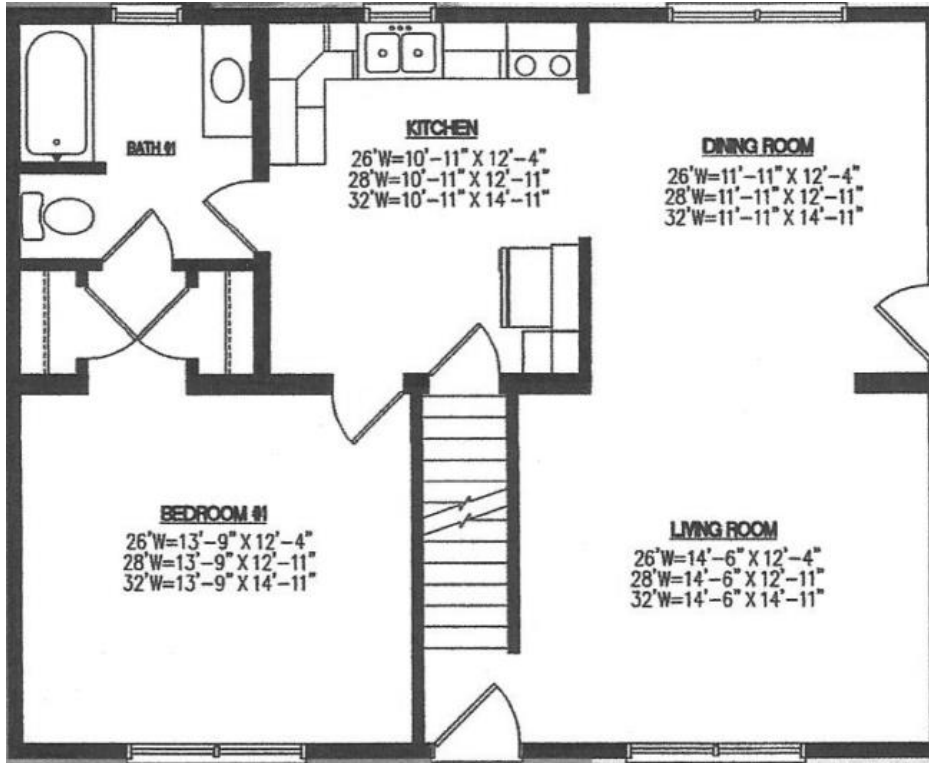 BATH #1
KITCHEN
26'W=10'-11" X 12'-4"
28'W=10'-11" X 12'-11"
32'W=10'-11" X 14'-11"
DINING ROOM
26'W=11'-11" X 12'-4"
28'W=11'-11" X 12'-11"
32'W=11'-11" X 14'-11"
BEDROOM #1
26'W=13'-9" X 12'-4"
28'W=13'-9" X 12'-11"
32'W=13'-9" X 14'-11"
LIVING ROOM
26'W=14'-6" X 12'-4"
28'W=14'-6" X 12'-11"
32'W=14'-6" X 14'-11"